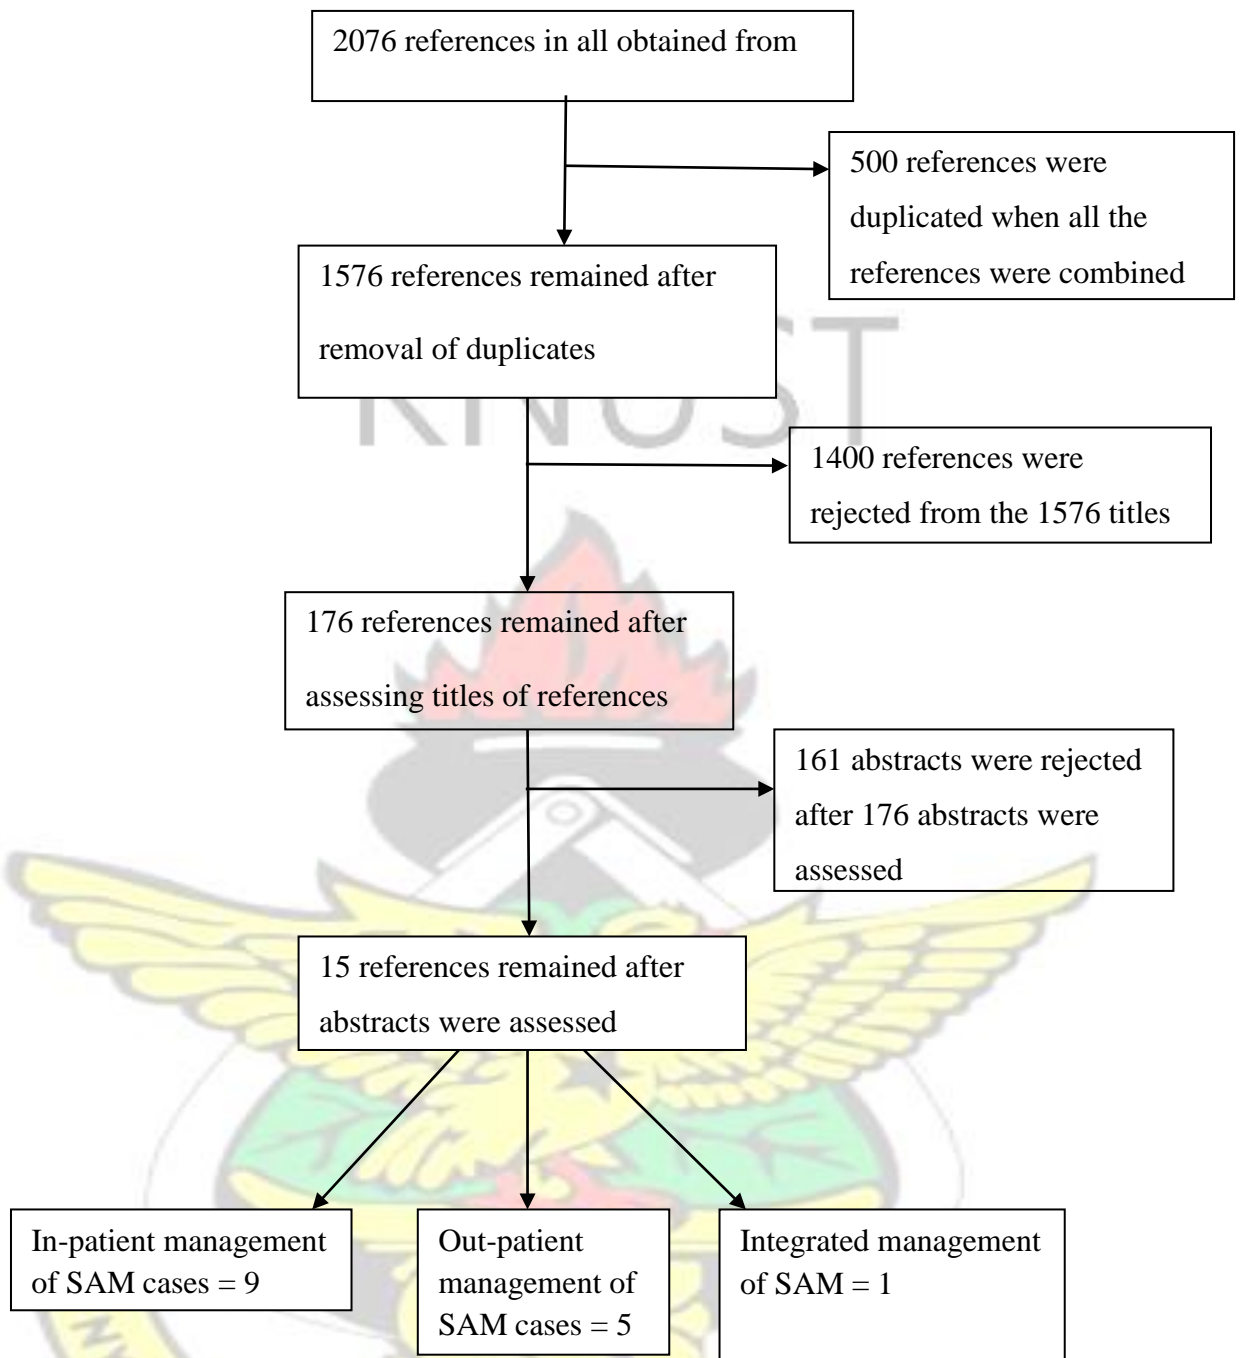 2076 references in all obtained from
500 references were
duplicated when all the
references were combined
1576 references remained after
removal of duplicates
KNUST
1400 references were
rejected from the 1576 titles
176 references remained after
assessing titles of references
161 abstracts were rejected
after 176 abstracts were
assessed
15 references remained after
abstracts were assessed
In-patient management
of SAM cases = 9
Out-patient
management of
SAM cases = 5
Integrated management
of SAM = 1